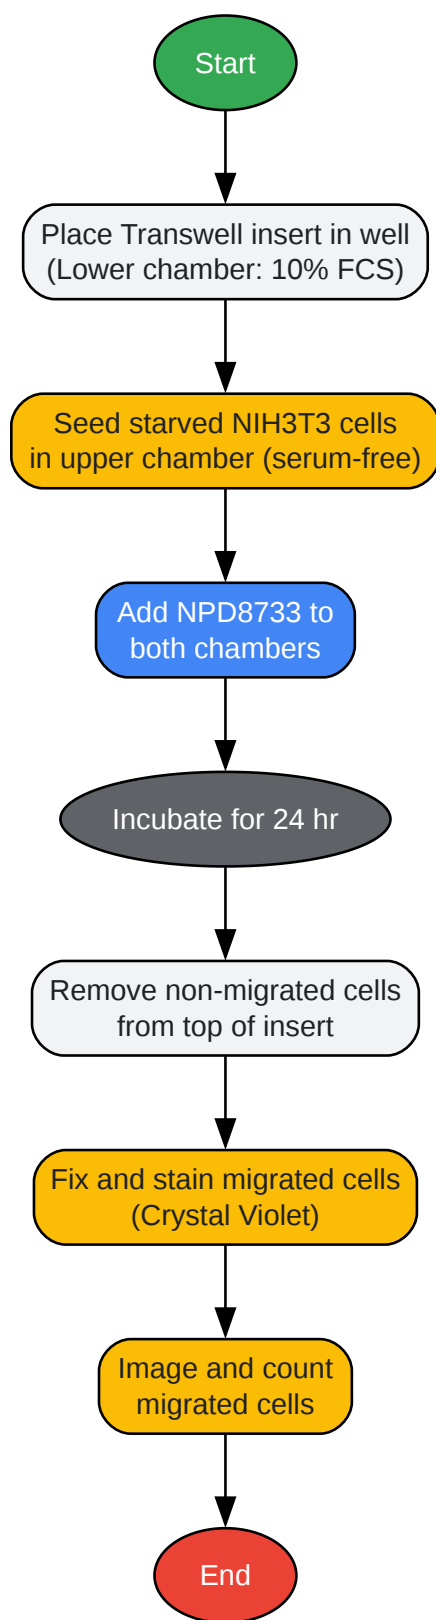 Start
Place Transwell insert in well
(Lower chamber: 10% FCS)
Seed starved NIH3T3 cells
in upper chamber (serum-free)
Add NPD8733 to
both chambers
Incubate for 24 hr
Remove non-migrated cells
from top of insert
Fix and stain migrated cells
(Crystal Violet)
Image and count
migrated cells
End